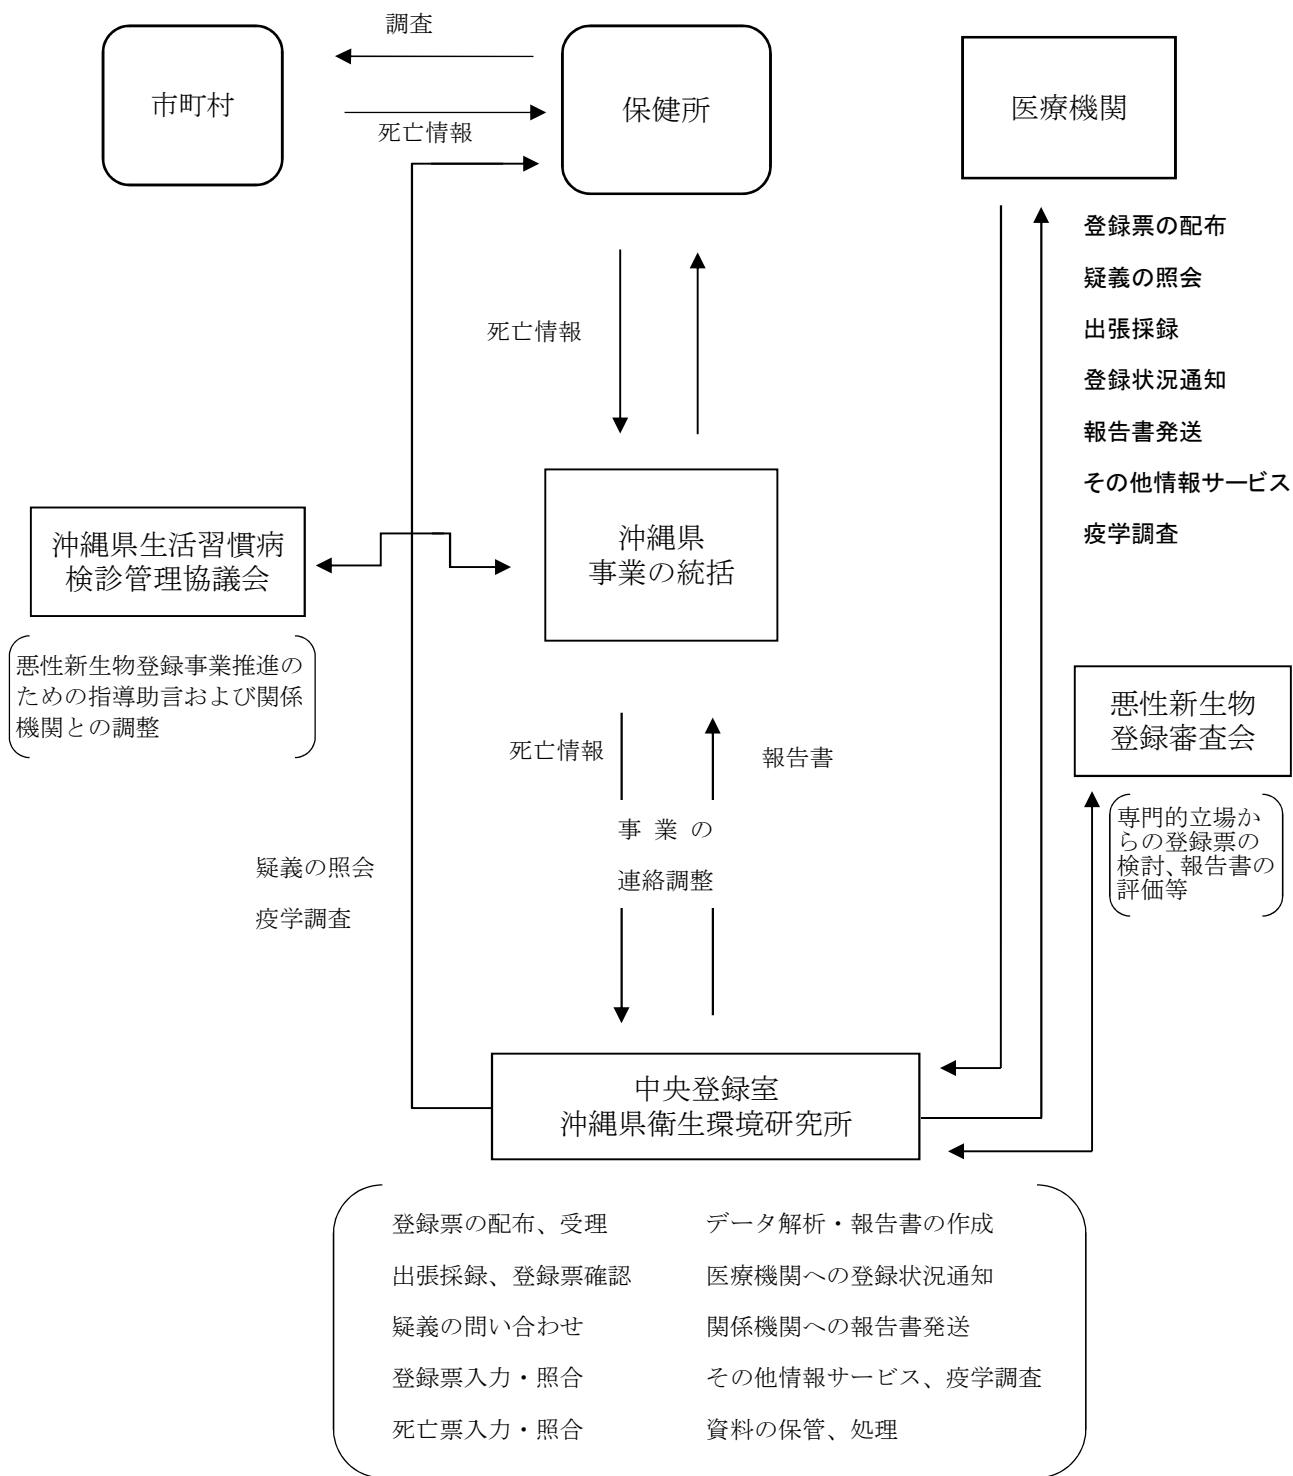 調査
市町村
保健所
医療機関
死亡情報
登録票の配布
疑義の照会
出張採録
登録状況通知
報告書発送
その他情報サービス
疫学調査
死亡情報
沖縄県生活習慣病
検診管理協議会
沖縄県
事業の統括
悪性新生物登録事業推進の
ための指導助言および関係
機関との調整
悪性新生物
登録審査会
専門的立場か
らの登録票の
検討、報告書の
評価等
死亡情報
報告書
事 業 の
連絡調整
疑義の照会
疫学調査
中央登録室
沖縄県衛生環境研究所
登録票の配布、受理
出張採録、登録票確認
疑義の問い合わせ
登録票入力・照合
死亡票入力・照合
データ解析・報告書の作成
医療機関への登録状況通知
関係機関への報告書発送
その他情報サービス、疫学調査
資料の保管、処理